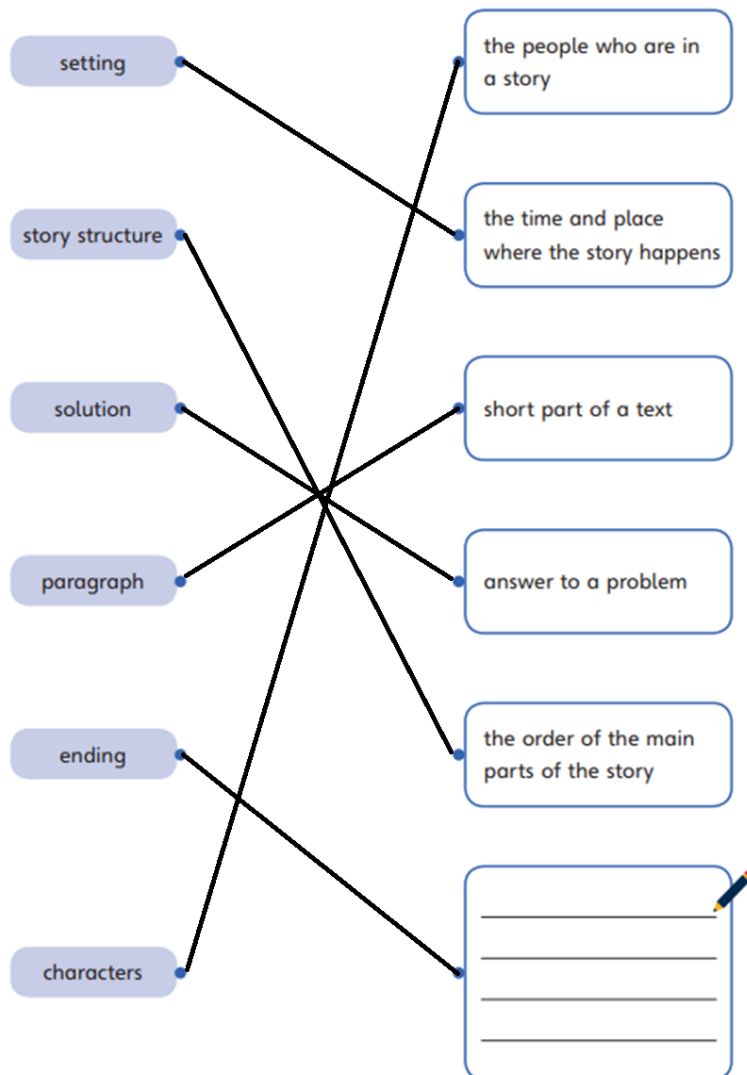 setting
the people who are in
a story
story structure
the time and place
where the story happens
solution
short part of a text
paragraph
answer to a problem
ending
the order of the main
parts of the story
characters